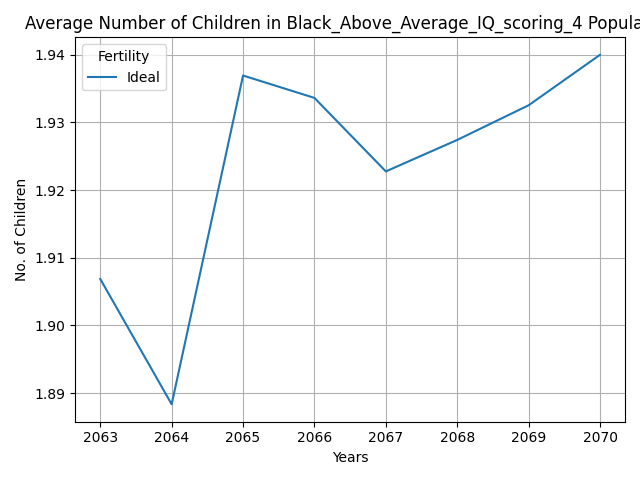 Average Number of Children in Black_Above_Average_IQ_scoring_4 Popula
Fertility
Ideal
1.94
1.93
1.92
1.91
1.90
1.89
No. of Children
2063 2064 2065 2066 2067 2068 2069 2070
Years